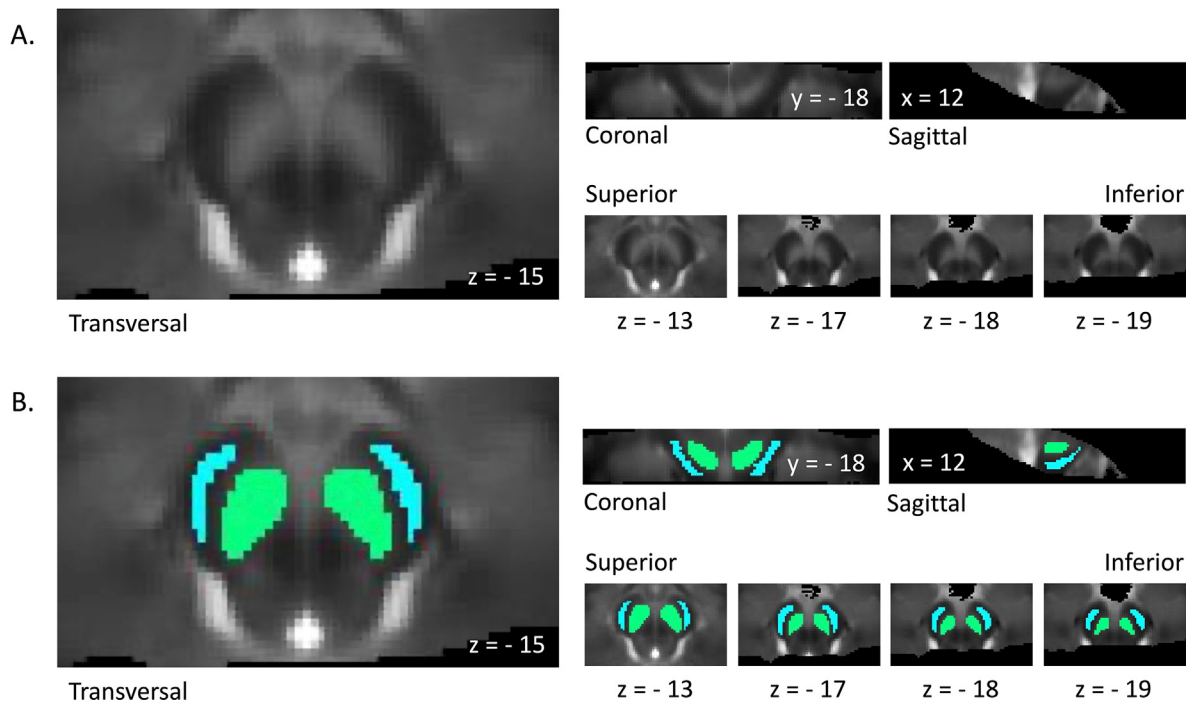 A.
z = - 15
Transversal
y = - 18
x = 12
Coronal
Sagittal
Superior
Inferior
z = - 13
z = - 17
z = - 18
z = - 19
B.
z = - 15
Transversal
y = - 18
x = 12
Coronal
Sagittal
Superior
Inferior
z = - 13
z = - 17
z = - 18
z = - 19